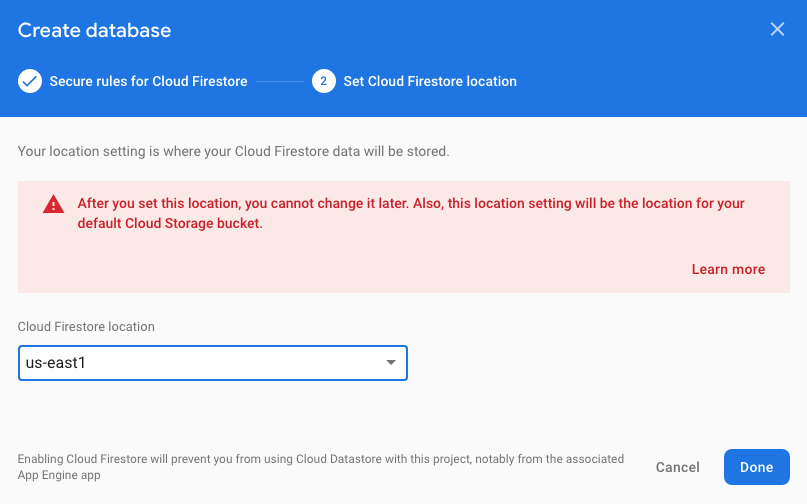 Create database
Secure rules for Cloud Firestore
2
Set Cloud Firestore location
Your location setting is where your Cloud Firestore data will be stored.
After you set this location, you cannot change it later. Also, this location setting will be the location for your
default Cloud Storage bucket.
Learn more
Cloud Firestore location
us-east1
Enabling Cloud Firestore will prevent you from using Cloud Datastore with this project, notably from the associated
App Engine app
Cancel
Done